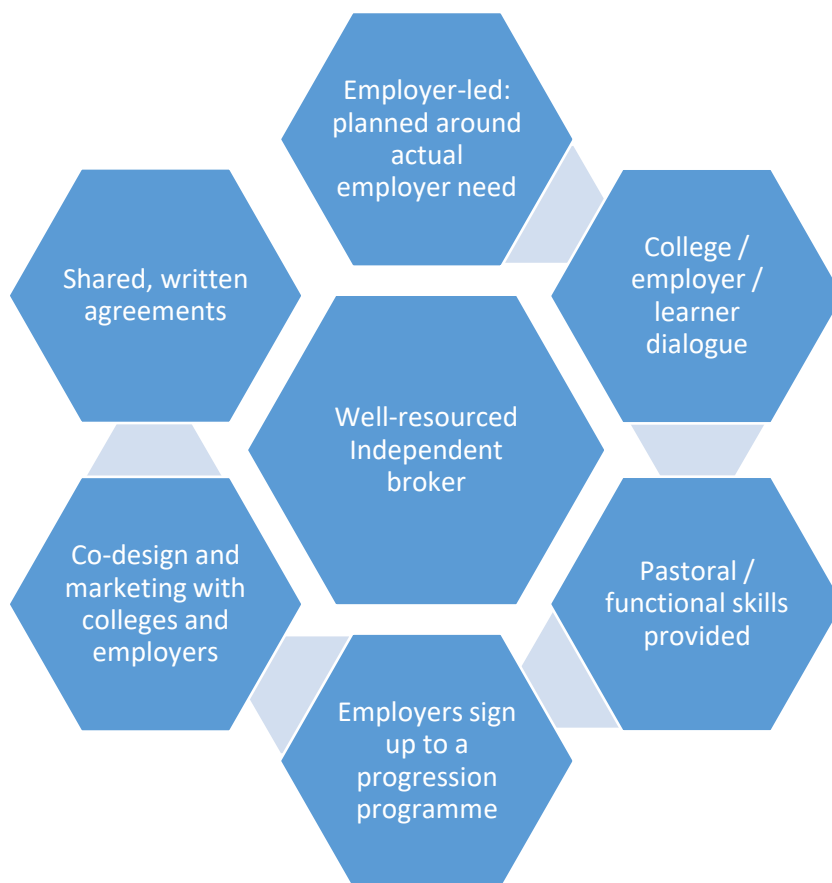 Employer-led:
planned around
actual
employer need
College /
employer /
learner
dialogue
Shared, written
agreements
Well-resourced
Independent
broker
Pastoral /
functional skills
provided
Co-design and
marketing with
colleges and
employers
Employers sign
up to a
progression
programme